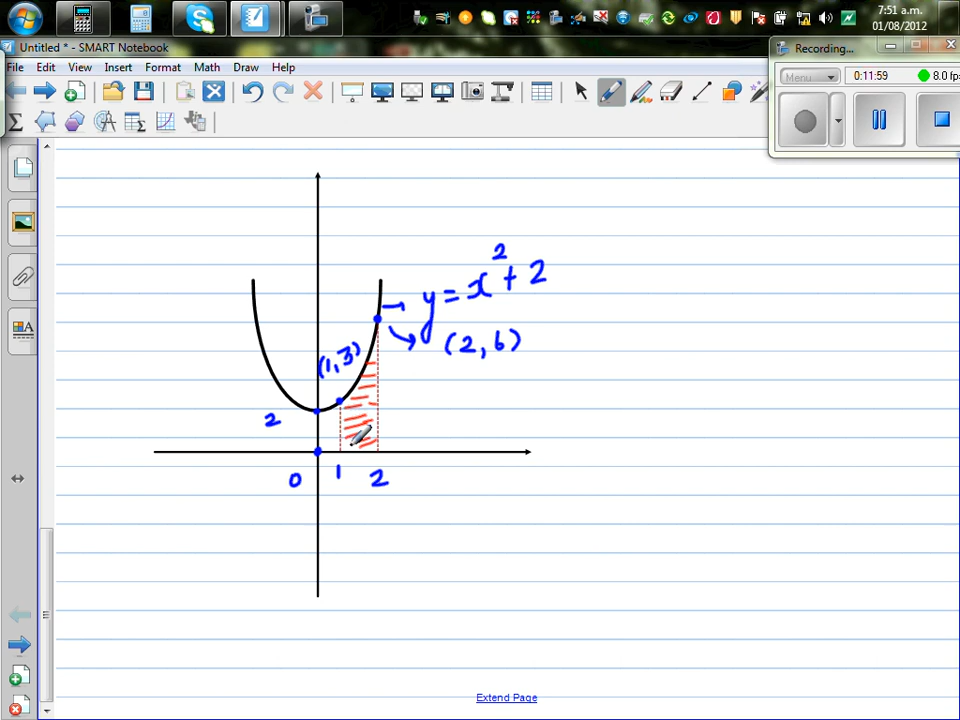 7:51 a.m.
01/08/2012
Untitled * - SMART Notebook
Recording...
File Edit View Insert Format Math Draw Help
Menu
0:11:59
8.0 fps
y = x² + 2
(2, 6)
(1, 3)
2
0 1 2
Extend Page